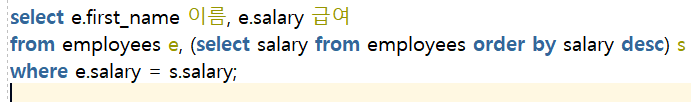 select e.first_name 이름, e.salary 급여
from employees e, (select salary from employees order by salary desc) s
where e.salary = s.salary;